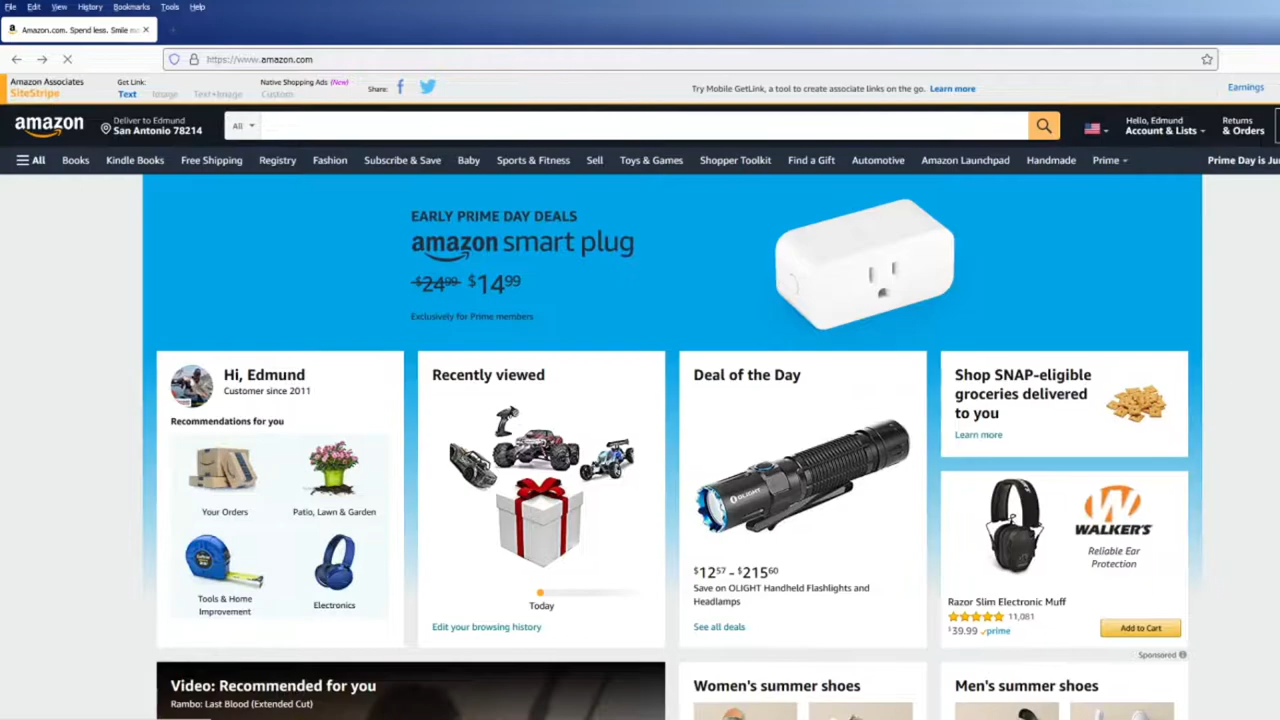 File Edit View History Bookmarks Tools Help
Amazon.com. Spend less. Smile mo
https://www.amazon.com
Amazon Associates
SiteStripe
Get Link:
Text Image Text+Image
Native Shopping Ads (New)
Custom
Share:
Try Mobile GetLink, a tool to create associate links on the go. Learn more
Earnings
amazon
Deliver to Edmund
San Antonio 78214
All
Hello, Edmund
Account & Lists
Returns
& Orders
All Books Kindle Books Free Shipping Registry Fashion Subscribe & Save Baby Sports & Fitness Sell Toys & Games Shopper Toolkit Find a Gift Automotive Amazon Launchpad Handmade Prime Prime Day is Ju
EARLY PRIME DAY DEALS
amazon smart plug
$2499 $1499
Exclusively for Prime members
Hi, Edmund
Customer since 2011
Recommendations for you
Your Orders
Patio, Lawn & Garden
Tools & Home
Improvement
Electronics
Recently viewed
Today
Edit your browsing history
Deal of the Day
OLIGHT
$1257 - $21560
Save on OLIGHT Handheld Flashlights and
Headlamps
See all deals
Shop SNAP-eligible
groceries delivered
to you
Learn more
WALKER'S
Reliable Ear
Protection
Razor Slim Electronic Muff
11,081
$39.99 prime
Add to Cart
Sponsored
Video: Recommended for you
Rambo: Last Blood (Extended Cut)
Women's summer shoes
Men's summer shoes